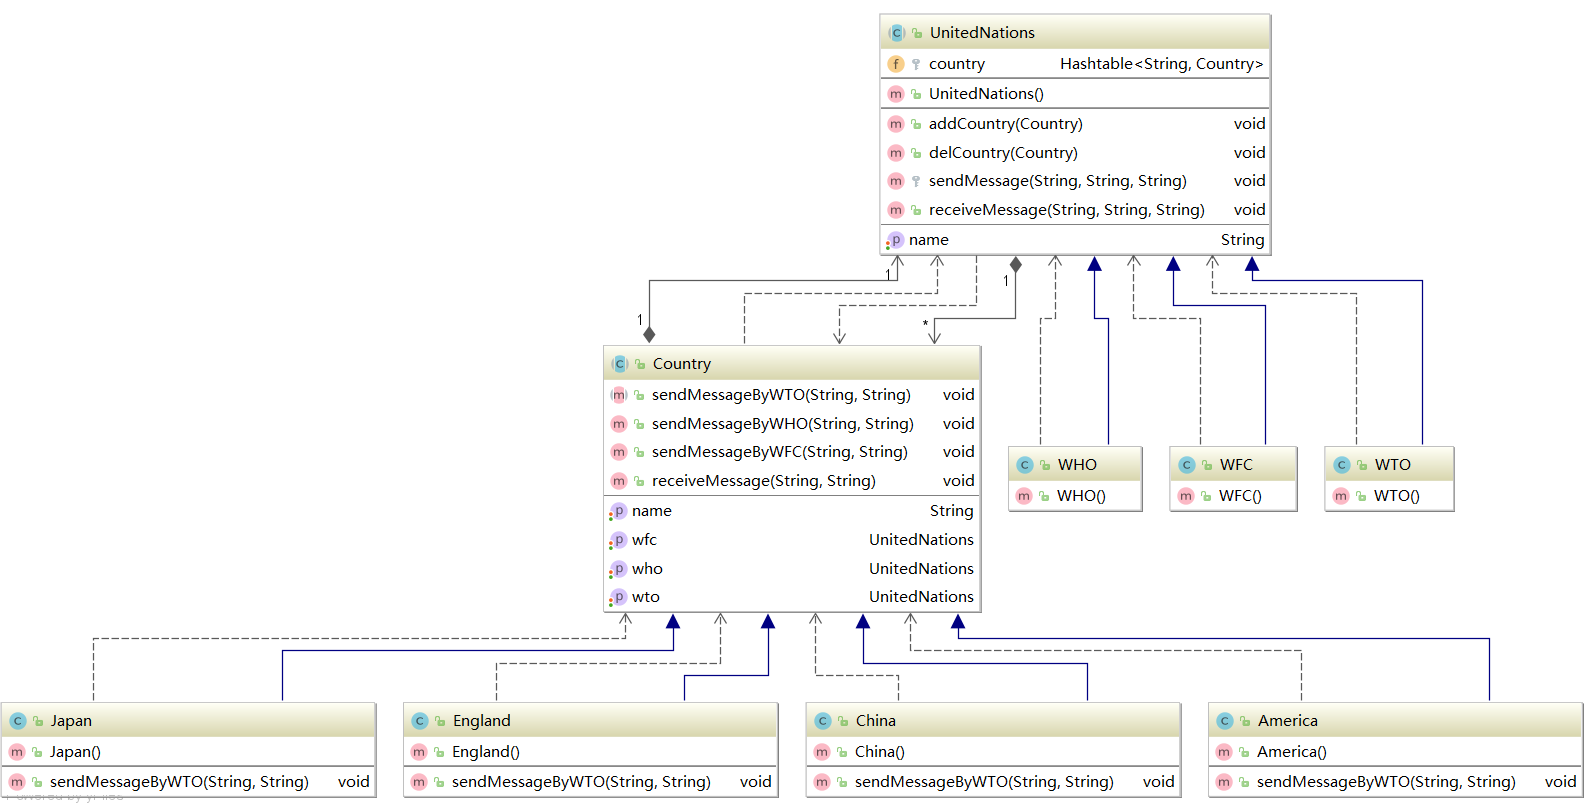 UnitedNations
country Hashtable<String, Country>
UnitedNations()
addCountry(Country) void
delCountry(Country) void
sendMessage(String, String, String) void
receiveMessage(String, String, String) void
name String
1
1
1
*
Country
sendMessageByWTO(String, String) void
sendMessageByWHO(String, String) void
sendMessageByWFC(String, String) void
receiveMessage(String, String) void
name String
wfc UnitedNations
who UnitedNations
wto UnitedNations
WHO
WHO()
WFC
WFC()
WTO
WTO()
Japan
Japan()
sendMessageByWTO(String, String) void
England
England()
sendMessageByWTO(String, String) void
China
China()
sendMessageByWTO(String, String) void
America
America()
sendMessageByWTO(String, String) void